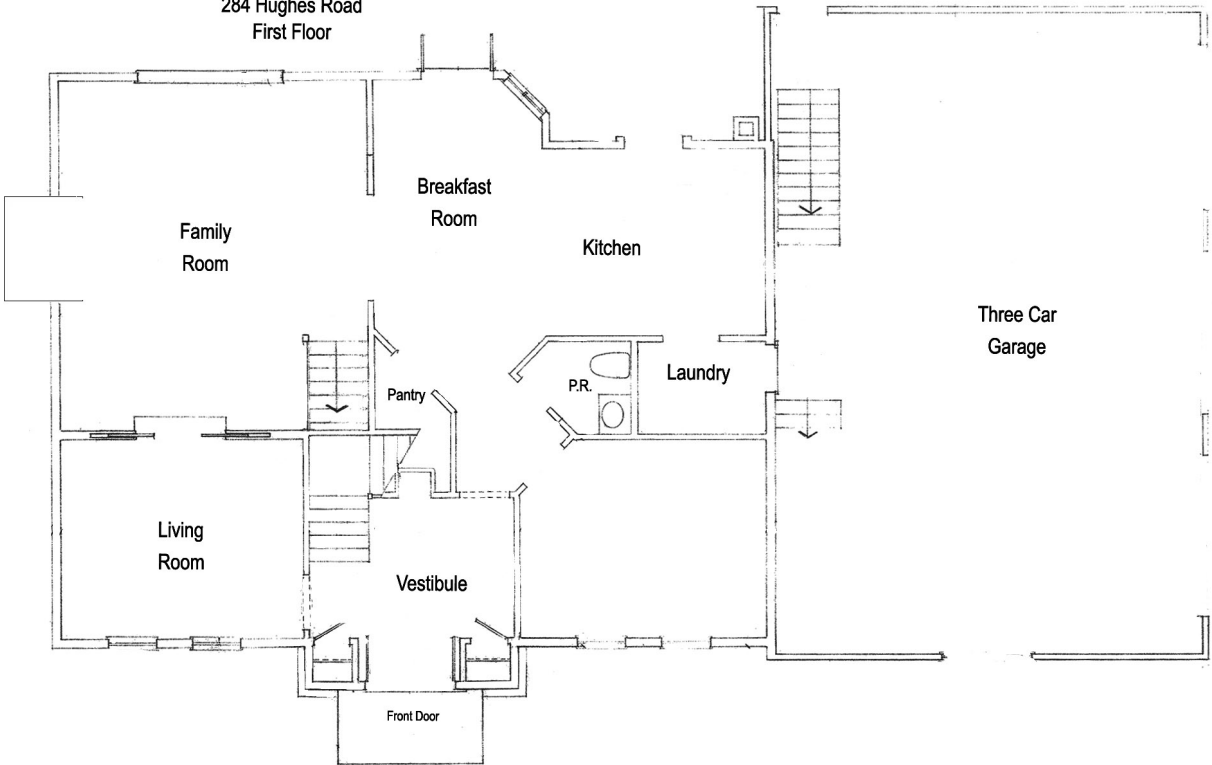 284 Hughes Road
First Floor
Breakfast
Room
Family
Room
Kitchen
Three Car
Garage
Laundry
P.R.
Pantry
Living
Room
Vestibule
Front Door